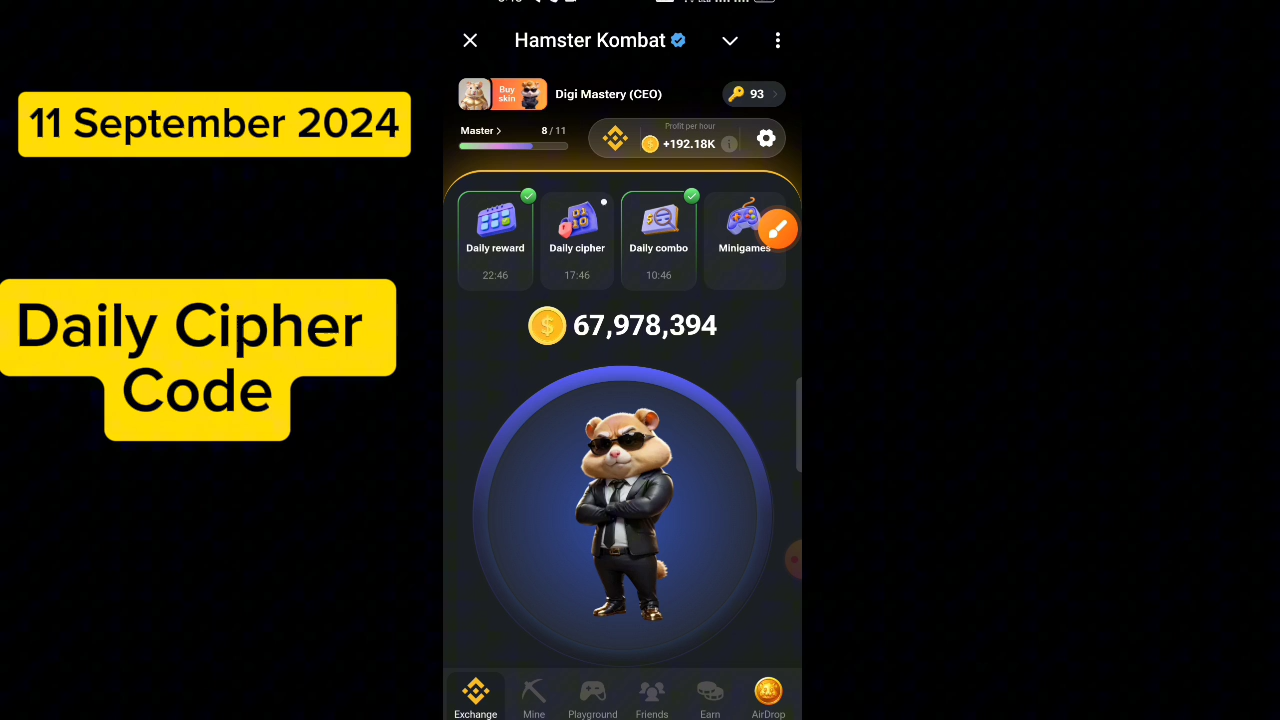 Hamster Kombat
Buy
skin
Digi Mastery (CEO)
93
11 September 2024
Master >
8 / 11
Profit per hour
+192.18K
Daily reward
Daily cipher
Daily combo
Minigames
22:46
17:46
10:46
Daily Cipher
Code
67,978,394
Exchange
Mine
Playground
Friends
Earn
AirDrop